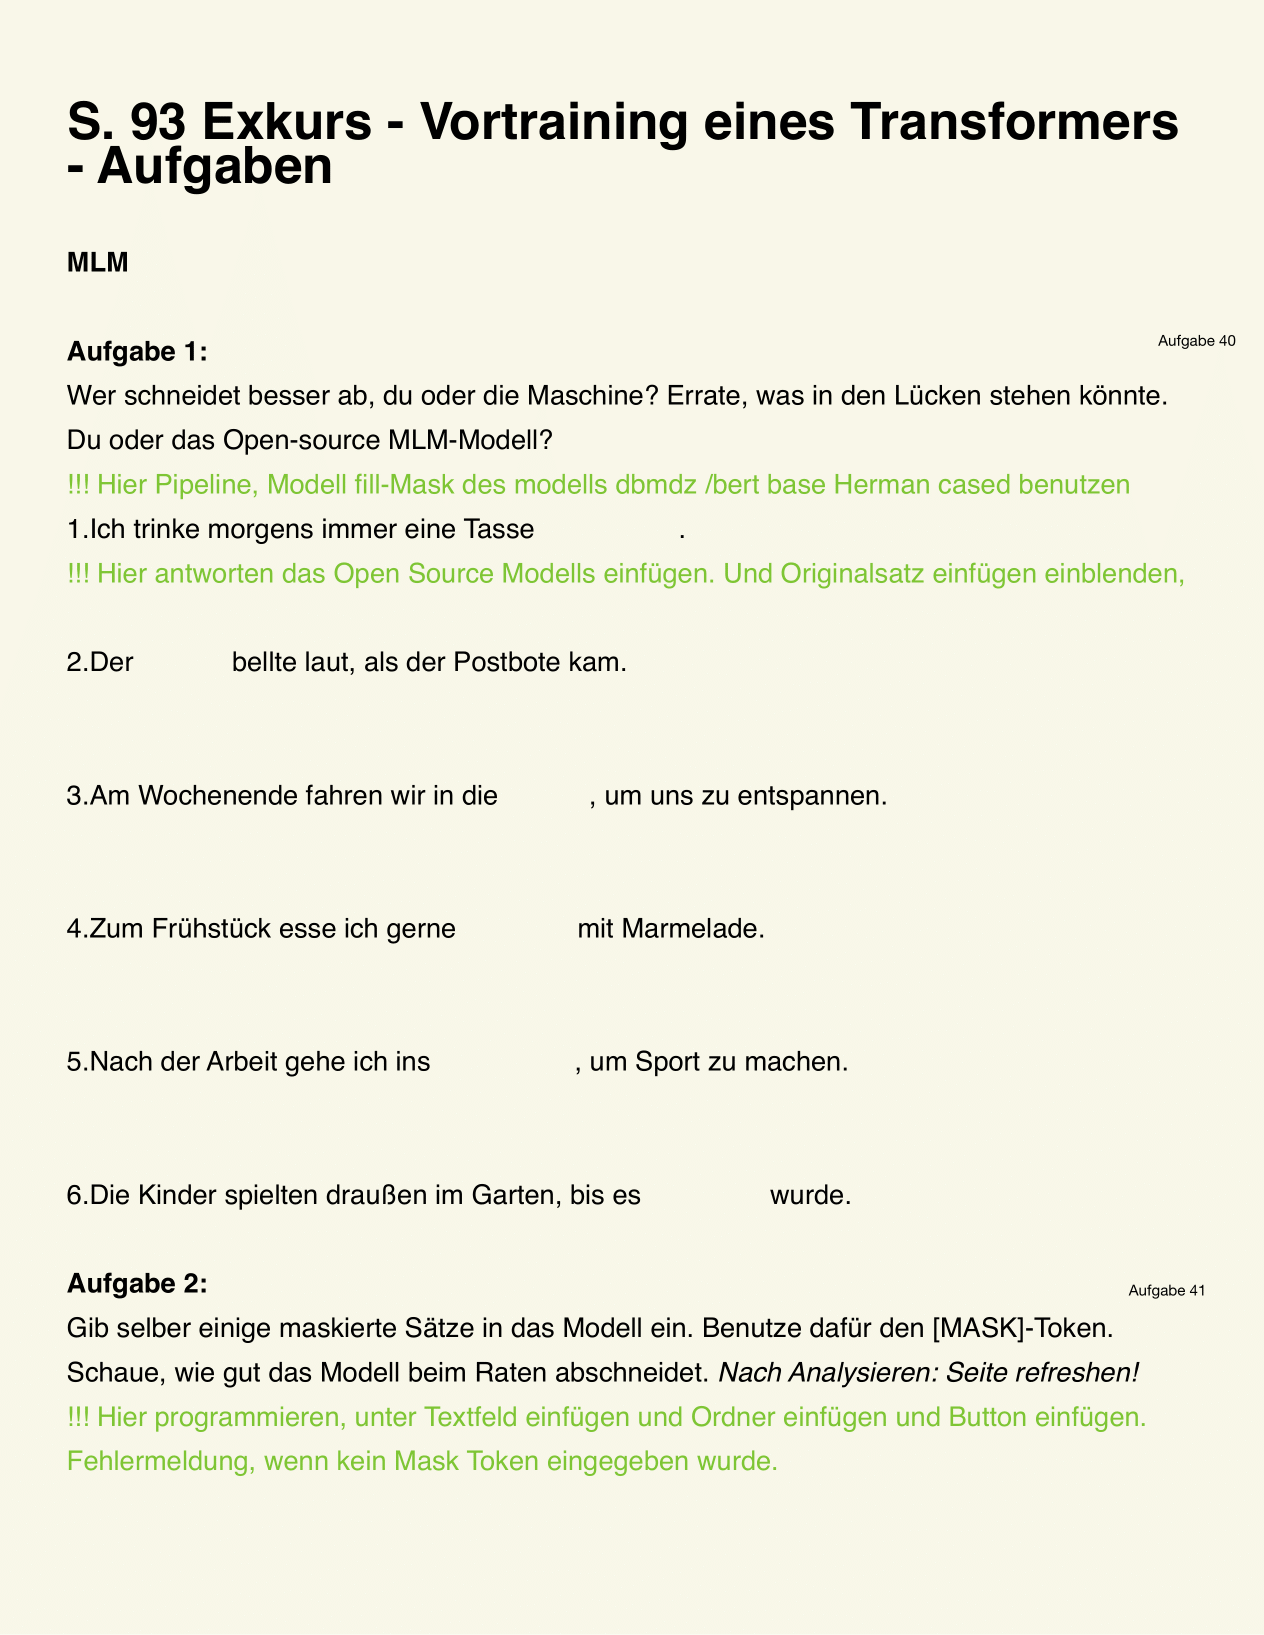 S. 93 Exkurs - Vortraining eines Transformers
- Aufgaben
MLM
Aufgabe 1:
Aufgabe 40
Wer schneidet besser ab, du oder die Maschine? Errate, was in den Lücken stehen könnte.
Du oder das Open-source MLM-Modell?
!!! Hier Pipeline, Modell fill-Mask des modells dbmdz /bert base Herman cased benutzen
1.Ich trinke morgens immer eine Tasse .
!!! Hier antworten das Open Source Modells einfügen. Und Originalsatz einfügen einblenden,
2.Der bellte laut, als der Postbote kam.
3.Am Wochenende fahren wir in die , um uns zu entspannen.
4.Zum Frühstück esse ich gerne mit Marmelade.
5.Nach der Arbeit gehe ich ins , um Sport zu machen.
6.Die Kinder spielten draußen im Garten, bis es wurde.
Aufgabe 2:
Aufgabe 41
Gib selber einige maskierte Sätze in das Modell ein. Benutze dafür den [MASK]-Token.
Schaue, wie gut das Modell beim Raten abschneidet. Nach Analysieren: Seite refreshen!
!!! Hier programmieren, unter Textfeld einfügen und Ordner einfügen und Button einfügen.
Fehlermeldung, wenn kein Mask Token eingegeben wurde.